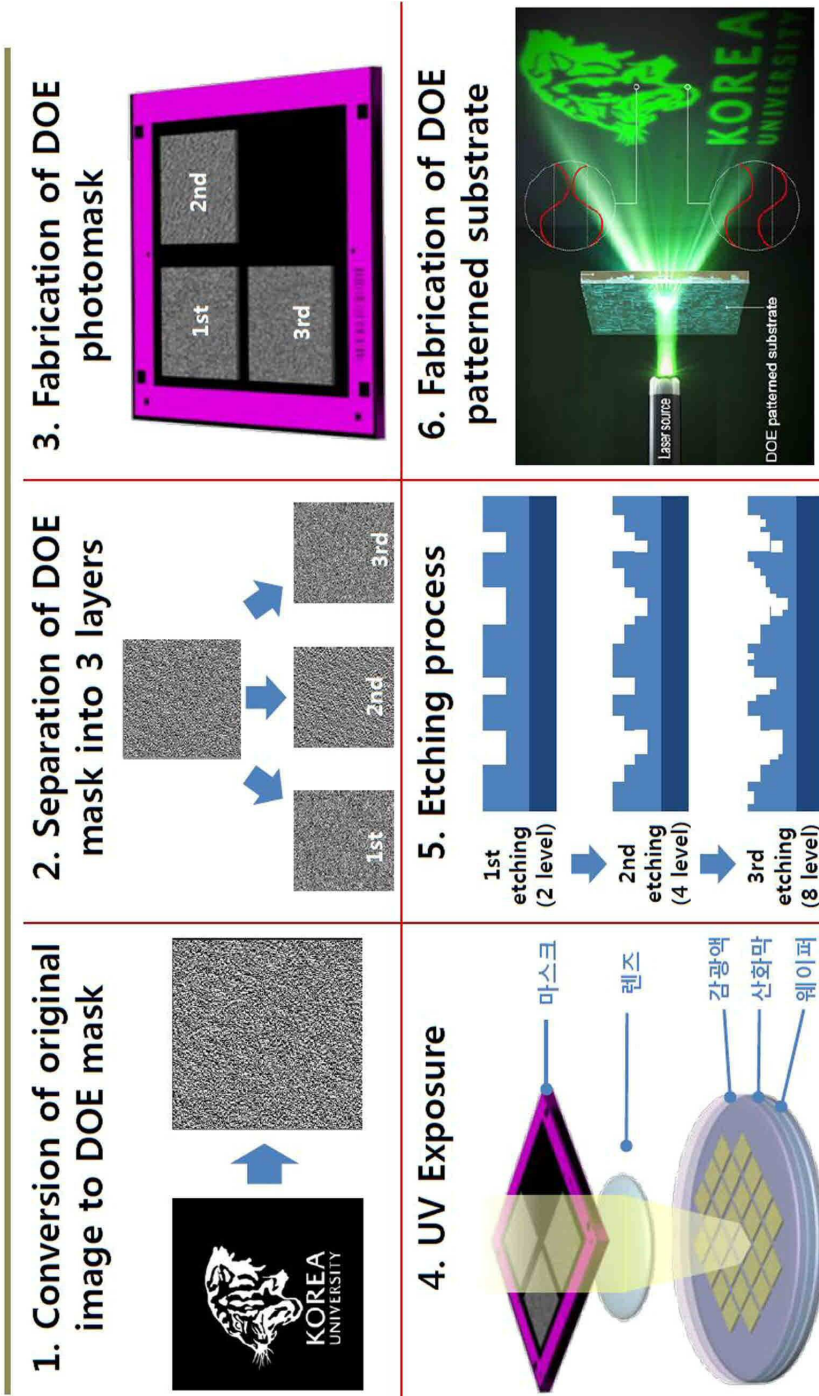 1. Conversion of original
image to DOE mask
KOREA
UNIVERSITY
2. Separation of DOE
mask into 3 layers
1st
2nd
3rd
3. Fabrication of DOE
photomask
1st
2nd
3rd
4. UV Exposure
마스크
렌즈
감광액
산화막
웨이퍼
5. Etching process
1st
etching
(2 level)
2nd
etching
(4 level)
3rd
etching
(8 level)
6. Fabrication of DOE
patterned substrate
Laser source
DOE patterned substrate
KOREA
UNIVERSITY